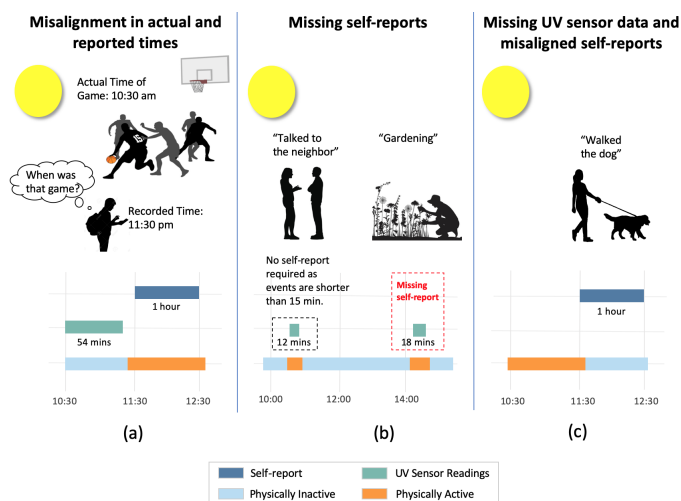 Misalignment in actual and
reported times
Actual Time of
Game: 10:30 am
When was
that game?
Recorded Time:
11:30 pm
1 hour
54 mins
10:30
11:30
12:30
(a)
Missing self-reports
“Talked to
the neighbor”
“Gardening”
No self-report
required as
events are shorter
than 15 min.
Missing
self-report
12 mins
18 mins
10:00
12:00
14:00
(b)
Missing UV sensor data and
misaligned self-reports
“Walked
the dog”
1 hour
10:30
11:30
12:30
(c)
Self-report
UV Sensor Readings
Physically Inactive
Physically Active